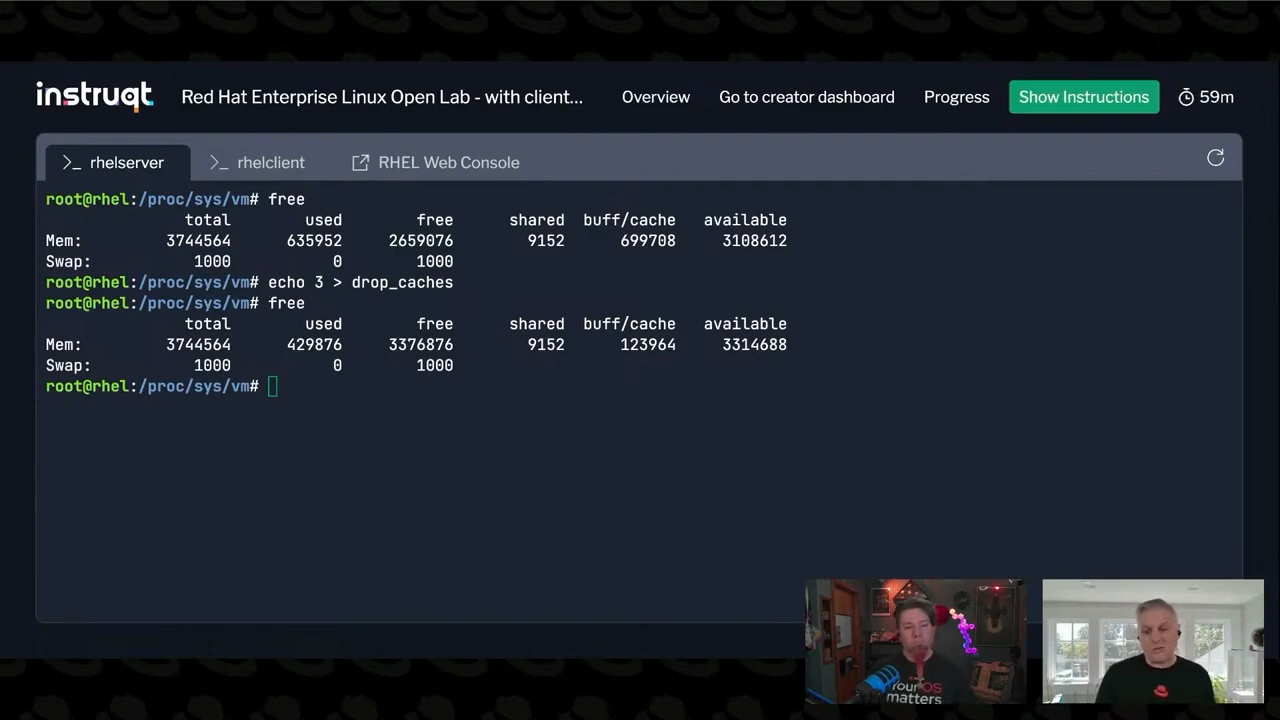 instruqt Red Hat Enterprise Linux Open Lab - with client... Overview Go to creator dashboard Progress Show Instructions 59m
>_ rhelserver >_ rhelclient RHEL Web Console
root@rhel:/proc/sys/vm# free
total used free shared buff/cache available
Mem: 3744564 635952 2659076 9152 699708 3108612
Swap: 1000 0 1000
root@rhel:/proc/sys/vm# echo 3 > drop_caches
root@rhel:/proc/sys/vm# free
total used free shared buff/cache available
Mem: 3744564 429876 3376876 9152 123964 3314688
Swap: 1000 0 1000
root@rhel:/proc/sys/vm#
Your OS
matters